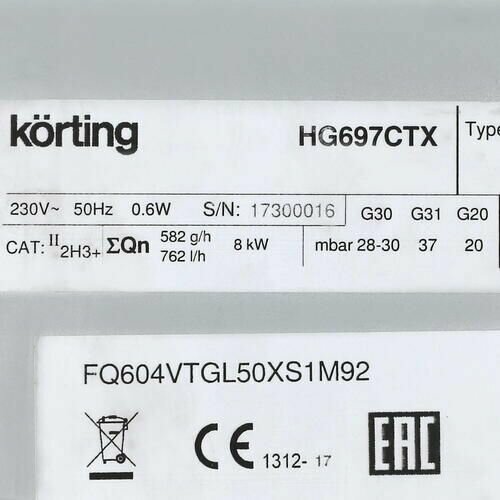 körting HG697CTX Type
230V~ 50Hz 0.6W S/N: 17300016 G30 G31 G20
CAT: II2H3+ ΣQn 582 g/h 8 kW mbar 28-30 37 20
762 l/h
FQ604VTGL50XS1M92
CE 1312- 17 EAC